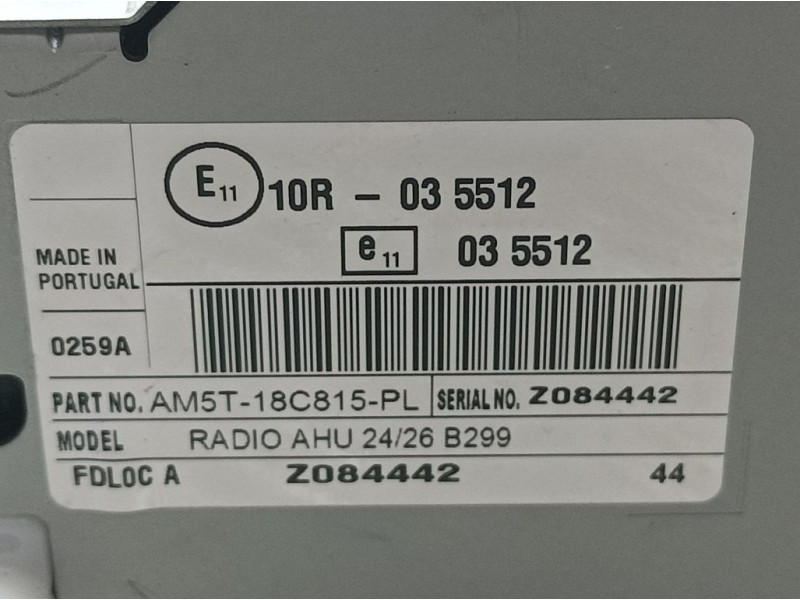 E11 10R - 03 5512
e11 03 5512
MADE IN
PORTUGAL
0259A
PART NO. AM5T-18C815-PL SERIAL NO. Z084442
MODEL RADIO AHU 24/26 B299
FDLOC A Z084442 44